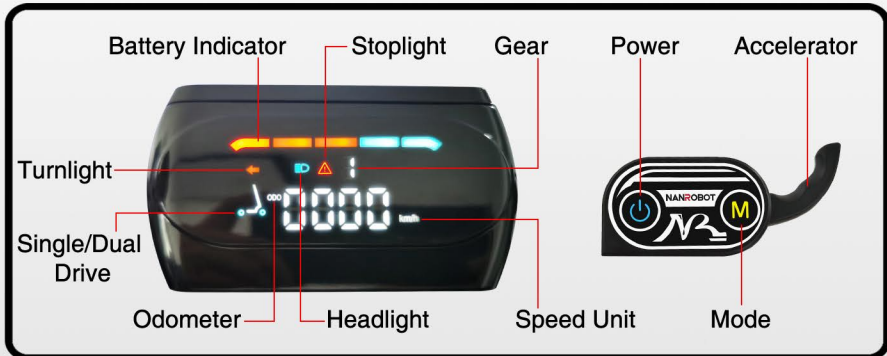 Battery Indicator
Stoplight
Gear
Power
Accelerator
1
Turnlight
ODO
0000
km/h
NANROBOT
M
Single/Dual
Drive
Odometer
Headlight
Speed Unit
Mode